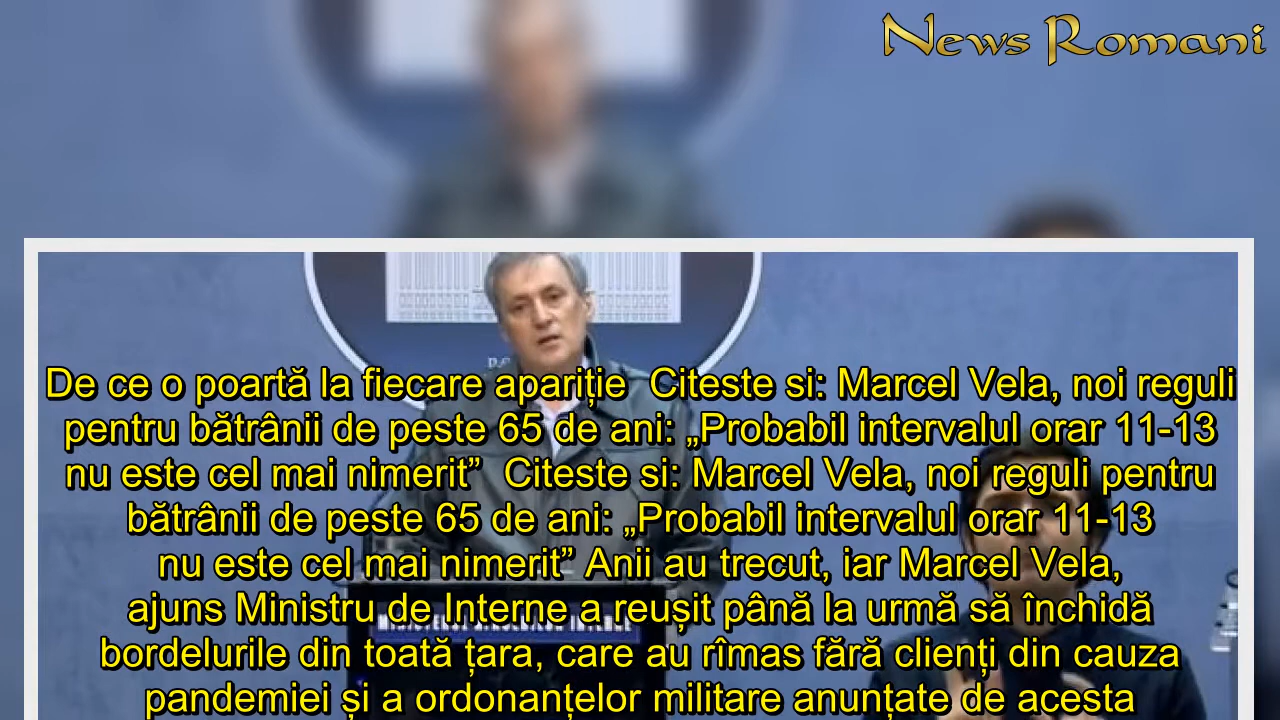 News Romani
De ce o poartă la fiecare apariție Citeste si: Marcel Vela, noi reguli
pentru bătrânii de peste 65 de ani: „Probabil intervalul orar 11-13
nu este cel mai nimerit” Citeste si: Marcel Vela, noi reguli pentru
bătrânii de peste 65 de ani: „Probabil intervalul orar 11-13
nu este cel mai nimerit” Anii au trecut, iar Marcel Vela,
ajuns Ministru de Interne a reușit până la urmă să închidă
bordelurile din toată țara, care au rîmas fără clienți din cauza
pandemiei și a ordonanțelor militare anunțate de acesta